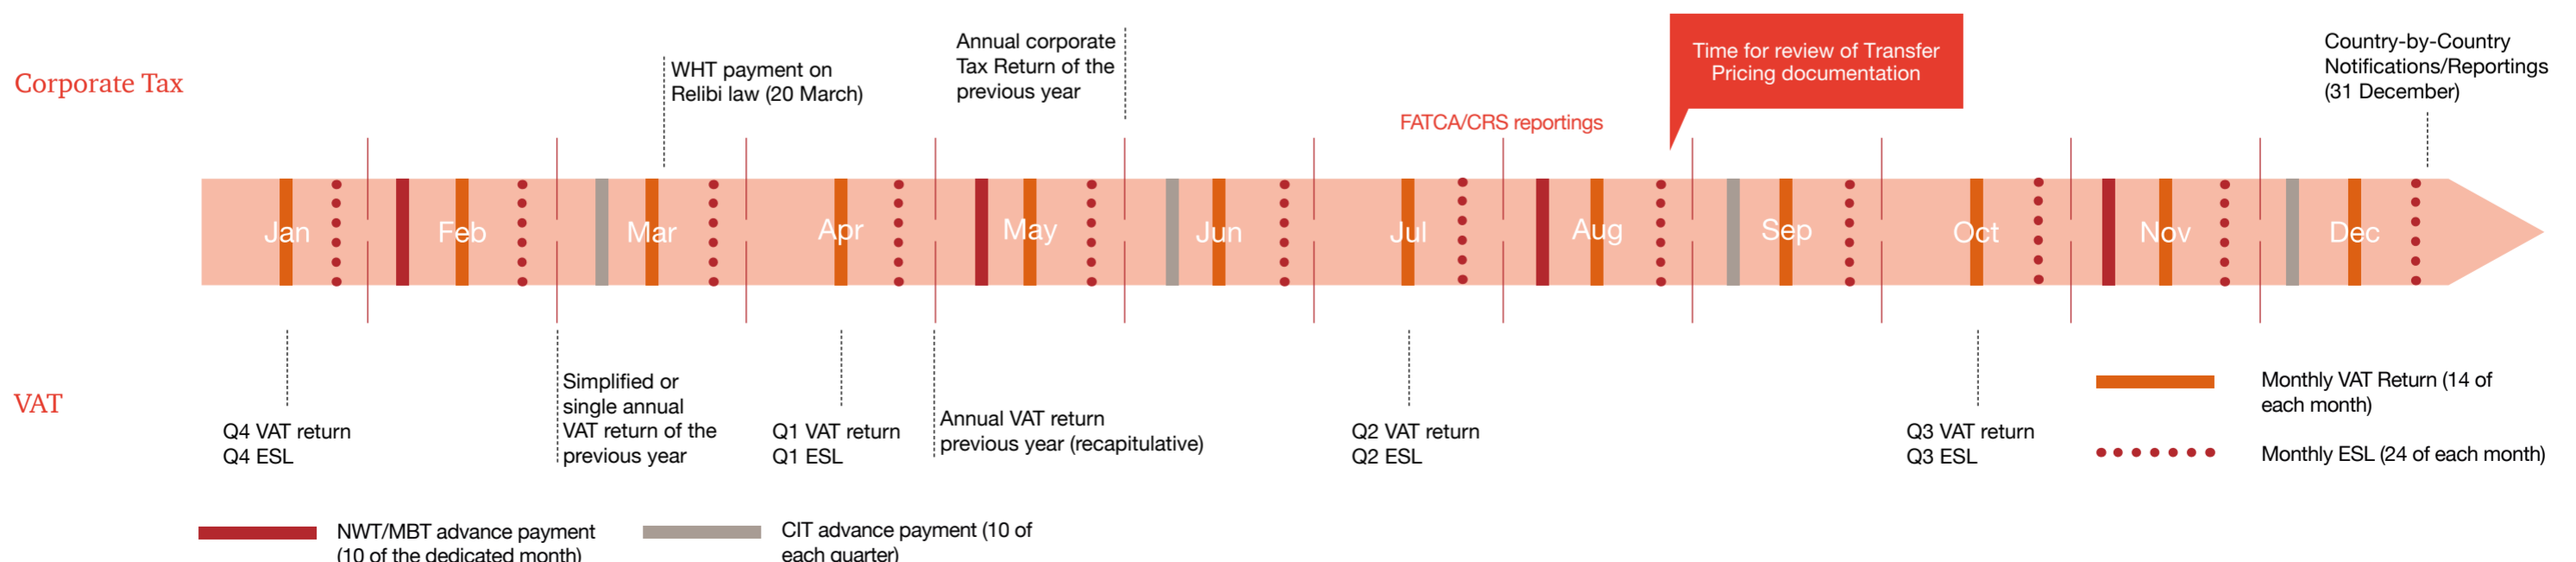 Corporate Tax
WHT payment on
Relibi law (20 March)
Annual corporate
Tax Return of the
previous year
FATCA/CRS reportings
Time for review of Transfer
Pricing documentation
Country-by-Country
Notifications/Reportings
(31 December)
Jan
Feb
Mar
Apr
May
Jun
Jul
Aug
Sep
Oct
Nov
Dec
VAT
Q4 VAT return
Q4 ESL
Simplified or
single annual
VAT return of the
previous year
Q1 VAT return
Q1 ESL
Annual VAT return
previous year (recapitulative)
Q2 VAT return
Q2 ESL
Q3 VAT return
Q3 ESL
Monthly VAT Return (14 of
each month)
Monthly ESL (24 of each month)
NWT/MBT advance payment
(10 of the dedicated month)
CIT advance payment (10 of
each quarter)